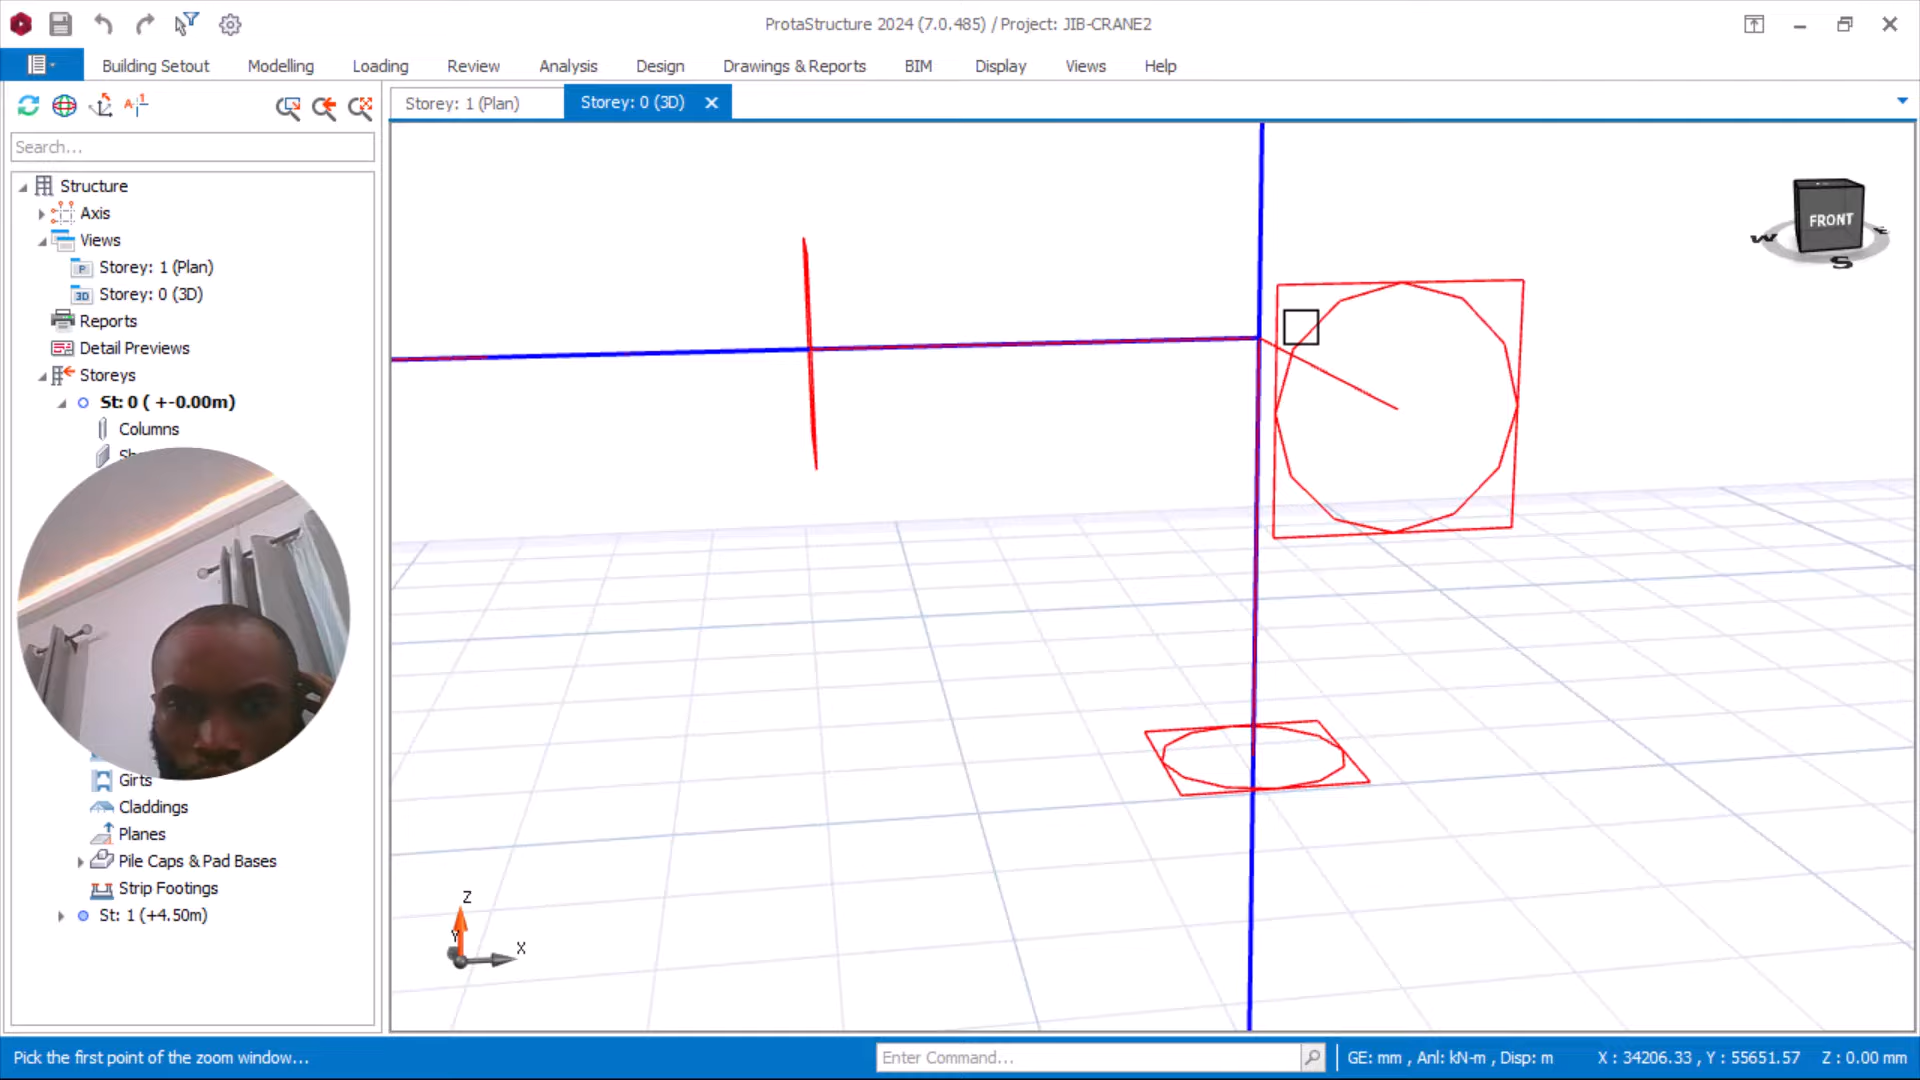 ProtaStructure 2024 (7.0.485) / Project: JIB-CRANE2
Building Setout
Modelling
Loading
Review
Analysis
Design
Drawings & Reports
BIM
Display
Views
Help
Storey: 1 (Plan)
Storey: 0 (3D)
Search...
Structure
Axis
Views
Storey: 1 (Plan)
Storey: 0 (3D)
Reports
Detail Previews
Storeys
St: 0 ( +-0.00m)
Columns
Girts
Claddings
Planes
Pile Caps & Pad Bases
Strip Footings
St: 1 (+4.50m)
FRONT
W
E
S
Z
Y
X
Pick the first point of the zoom window...
Enter Command...
GE: mm , Anl: kN-m , Disp: m
X : 34206.33 , Y : 55651.57
Z : 0.00 mm